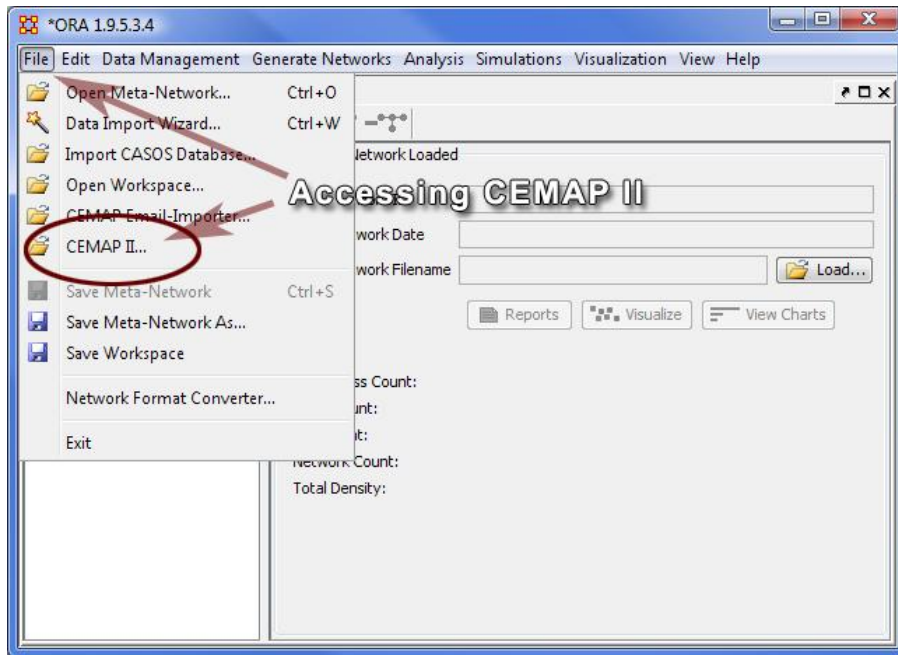 *ORA 1.9.5.3.4
File Edit Data Management Generate Networks Analysis Simulations Visualization View Help
Open Meta-Network... Ctrl+O
Data Import Wizard... Ctrl+W
Import CASOS Database...
Network Loaded
Open Workspace...
Accessing CEMAP II
CEMAP Email-Importer...
work Date
CEMAP II...
work Filename
Load...
Save Meta-Network Ctrl+S
Reports
Visualize
View Charts
Save Meta-Network As...
Save Workspace
ss Count:
Network Format Converter...
unt:
nt:
Exit
Network Count:
Total Density: